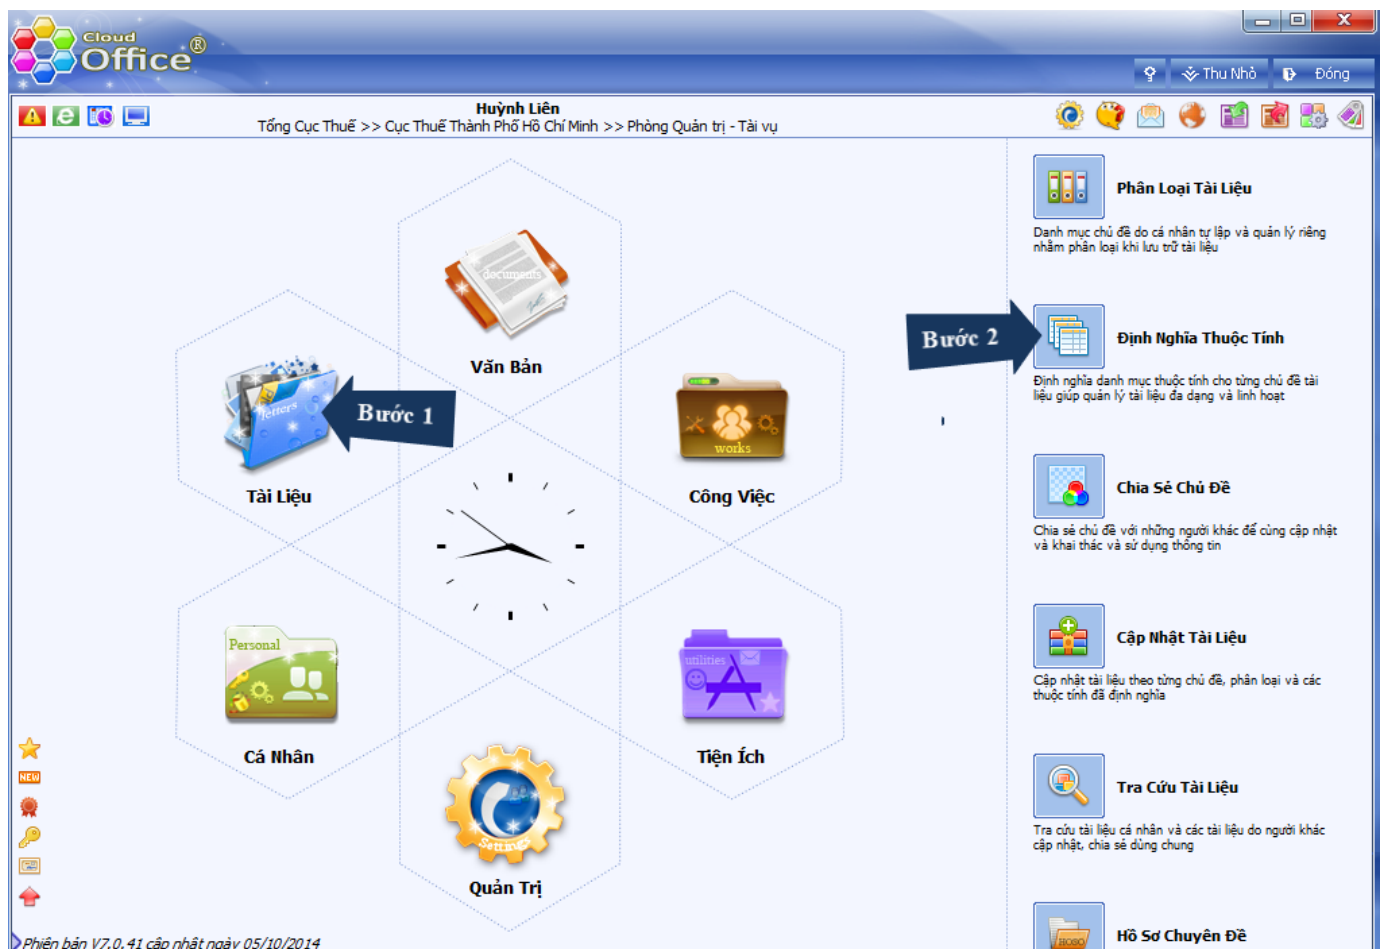 Cloud
Office®
Thu Nhỏ
Đóng
Huỳnh Liên
Tổng Cục Thuế >> Cục Thuế Thành Phố Hồ Chí Minh >> Phòng Quản trị - Tài vụ
Phân Loại Tài Liệu
Danh mục chủ đề do cá nhân tự lập và quản lý riêng
nhằm phân loại khi lưu trữ tài liệu
documents
Văn Bản
Bước 2
Định Nghĩa Thuộc Tính
Định nghĩa danh mục thuộc tính cho từng chủ đề tài
liệu giúp quản lý tài liệu đa dạng và linh hoạt
letters
Bước 1
works
Tài Liệu
Công Việc
Chia Sẻ Chủ Đề
Chia sẻ chủ đề với những người khác để cùng cập nhật
và khai thác và sử dụng thông tin
Personal
utilities
Cập Nhật Tài Liệu
Cập nhật tài liệu theo từng chủ đề, phân loại và các
thuộc tính đã định nghĩa
Cá Nhân
Tiện Ích
NEW
Tra Cứu Tài Liệu
Tra cứu tài liệu cá nhân và các tài liệu do người khác
cập nhật, chia sẻ dùng chung
Settings
Quản Trị
HOSO
Hồ Sơ Chuyên Đề
Phiên bản V7.0.41 cập nhật ngày 05/10/2014